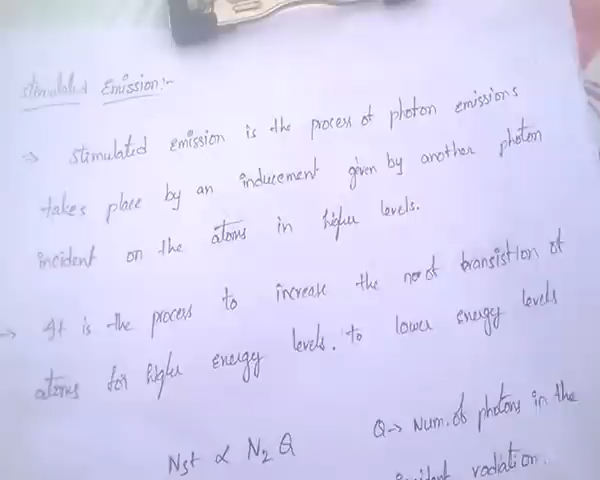 Stimulated Emission:-
⇒ Stimulated emission is the process of photon emissions
takes place by an inducement given by another photon
incident on the atoms in higher levels.
→ It is the process to increase the no of transistion of
atoms for higher energy levels. to lower energy levels
Nst ∝ N2 Q Q → Num. of photons in the
incident radiation.